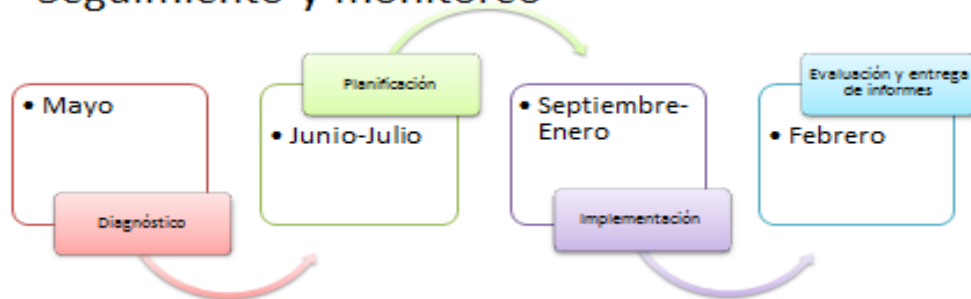 Seguimiento y monitoreo
Mayo
Diagnóstico
Planificación
Junio-Julio
Septiembre-
Enero
Implementación
Evaluación y entrega
de informes
Febrero